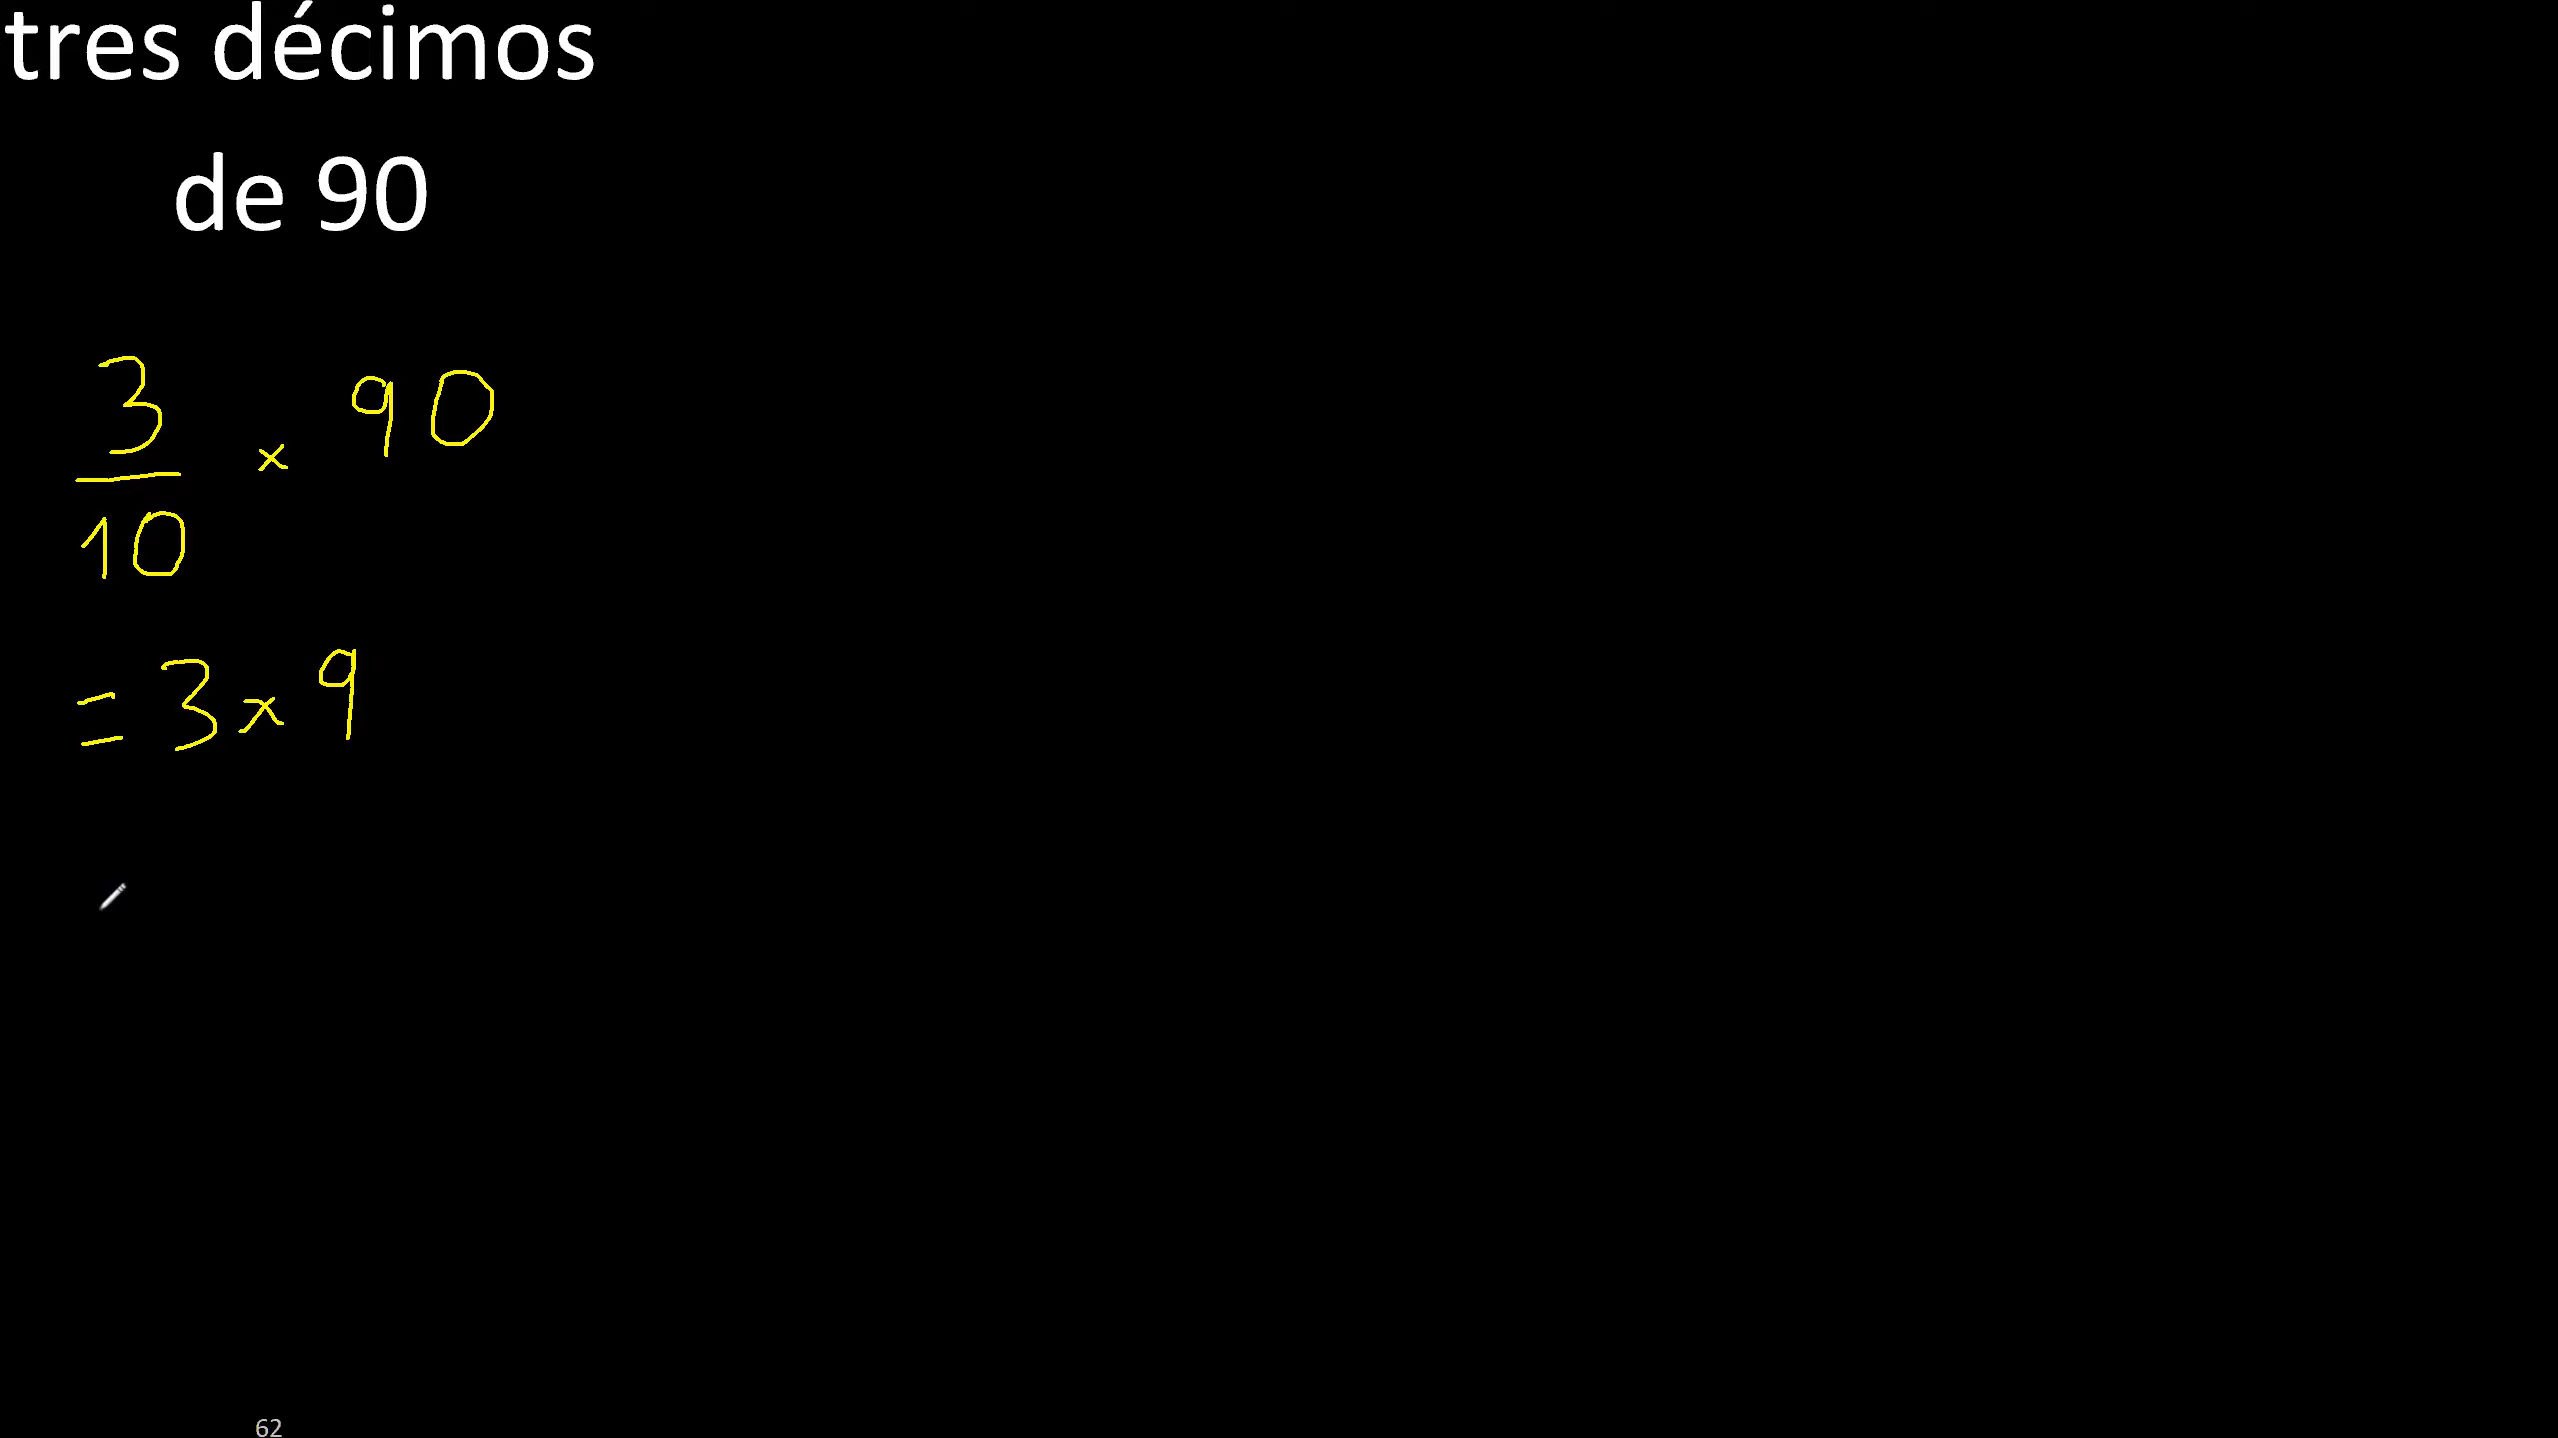 tres décimos
de 90
3/10 × 90
= 3 × 9
62